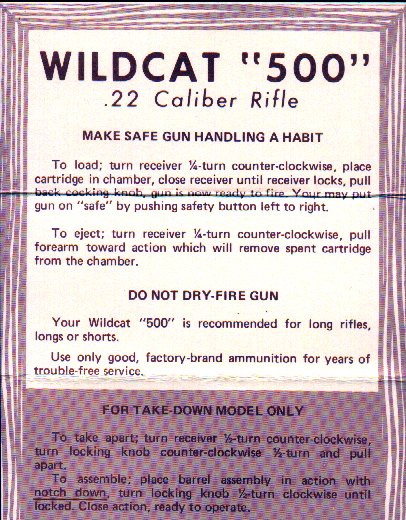 WILDCAT "500"
.22 Caliber Rifle
MAKE SAFE GUN HANDLING A HABIT
To load; turn receiver ¼-turn counter-clockwise, place
cartridge in chamber, close receiver until receiver locks, pull
back cocking knob, gun is now ready to fire. Your may put
gun on "safe" by pushing safety button left to right.
To eject; turn receiver ¼-turn counter-clockwise, pull
forearm toward action which will remove spent cartridge
from the chamber.
DO NOT DRY-FIRE GUN
Your Wildcat "500" is recommended for long rifles,
longs or shorts.
Use only good, factory-brand ammunition for years of
trouble-free service.
FOR TAKE-DOWN MODEL ONLY
To take apart; turn receiver ½-turn counter-clockwise,
turn locking knob counter-clockwise ½-turn and pull
apart.
To assemble; place barrel assembly in action with
notch down, turn locking knob ½-turn clockwise until
locked. Close action, ready to operate.